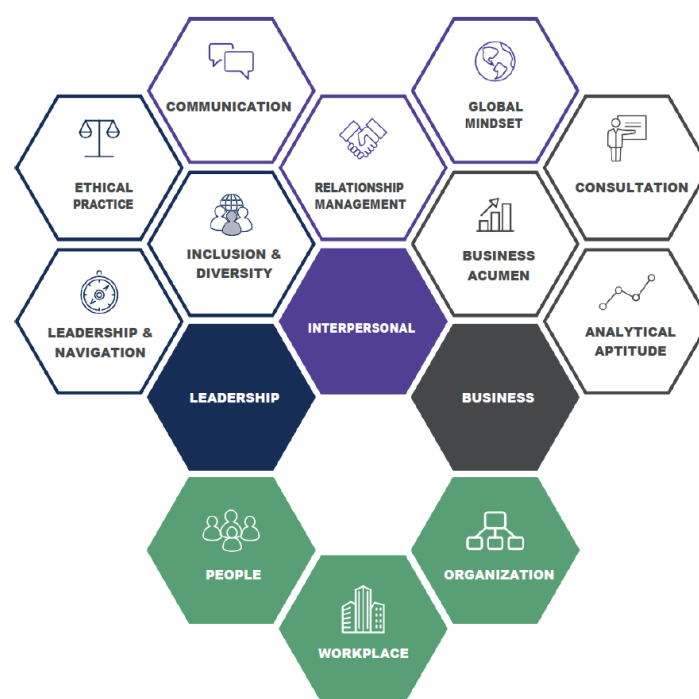 COMMUNICATION
GLOBAL
MINDSET
ETHICAL
PRACTICE
RELATIONSHIP
MANAGEMENT
CONSULTATION
INCLUSION &
DIVERSITY
BUSINESS
ACUMEN
LEADERSHIP &
NAVIGATION
INTERPERSONAL
ANALYTICAL
APTITUDE
LEADERSHIP
BUSINESS
PEOPLE
ORGANIZATION
WORKPLACE